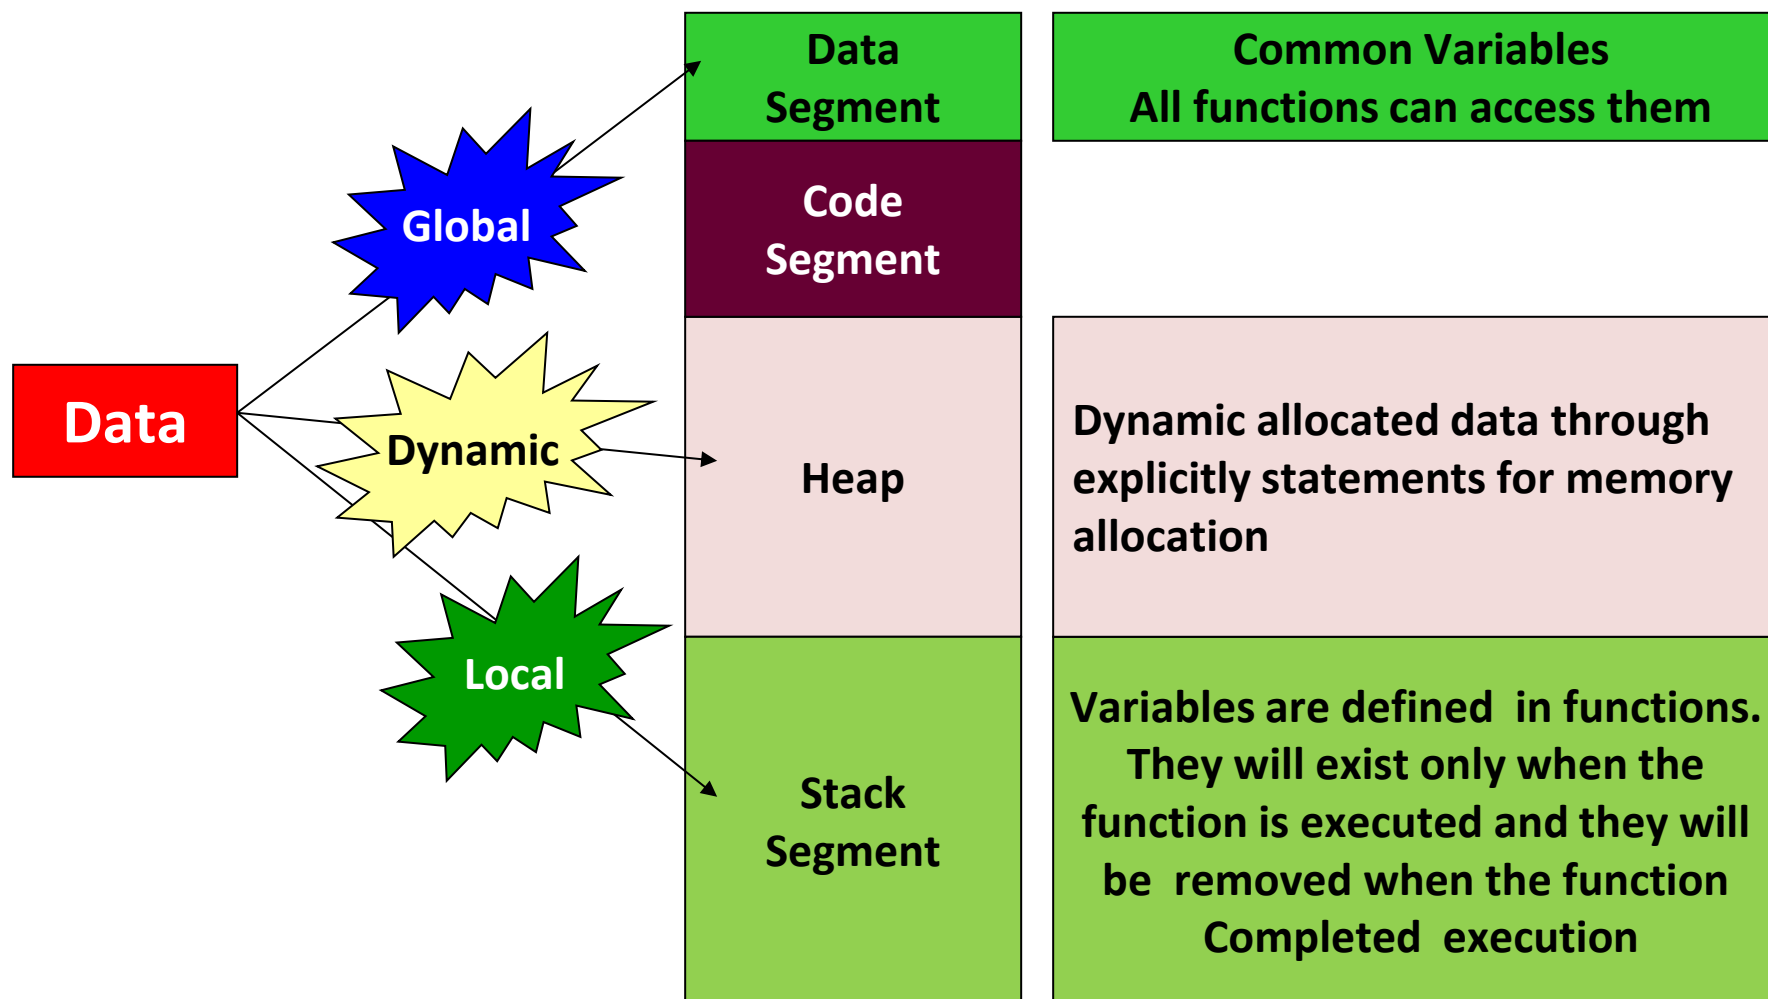 Data
Global
Dynamic
Local
Data
Segment
Code
Segment
Heap
Stack
Segment
Common Variables
All functions can access them
Dynamic allocated data through
explicitly statements for memory
allocation
Variables are defined  in functions.
They will exist only when the
function is executed and they will
be  removed when the function
Completed  execution